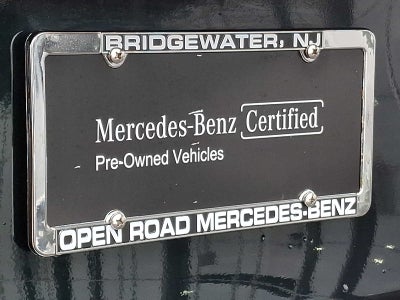 BRIDGEWATER, NJ
Mercedes-Benz Certified
Pre-Owned Vehicles
OPEN ROAD MERCEDES-BENZ